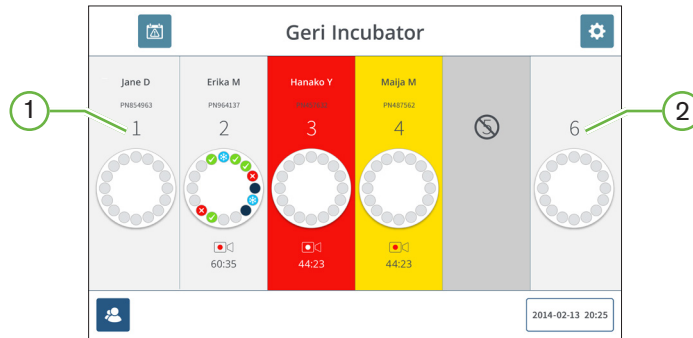 Geri Incubator
Jane D
PN854963
1
Erika M
PN964137
2
60:35
Hanako Y
3
44:23
Maija M
PN487562
4
44:23
5
6
1
2
2014-02-13 20:25